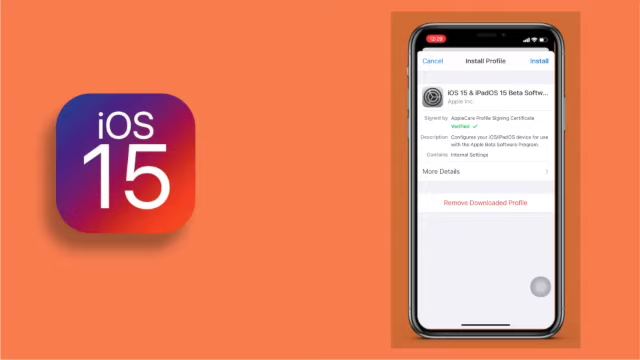 iOS
15
12:29
Cancel
Install Profile
Install
iOS 15 & iPadOS 15 Beta Softw...
Apple Inc.
Signed by AppleCare Profile Signing Certificate
Verified ✓
Description Configures your iOS/iPadOS device for use
with the Apple Beta Software Program.
Contains Internal Settings
More Details
Remove Downloaded Profile